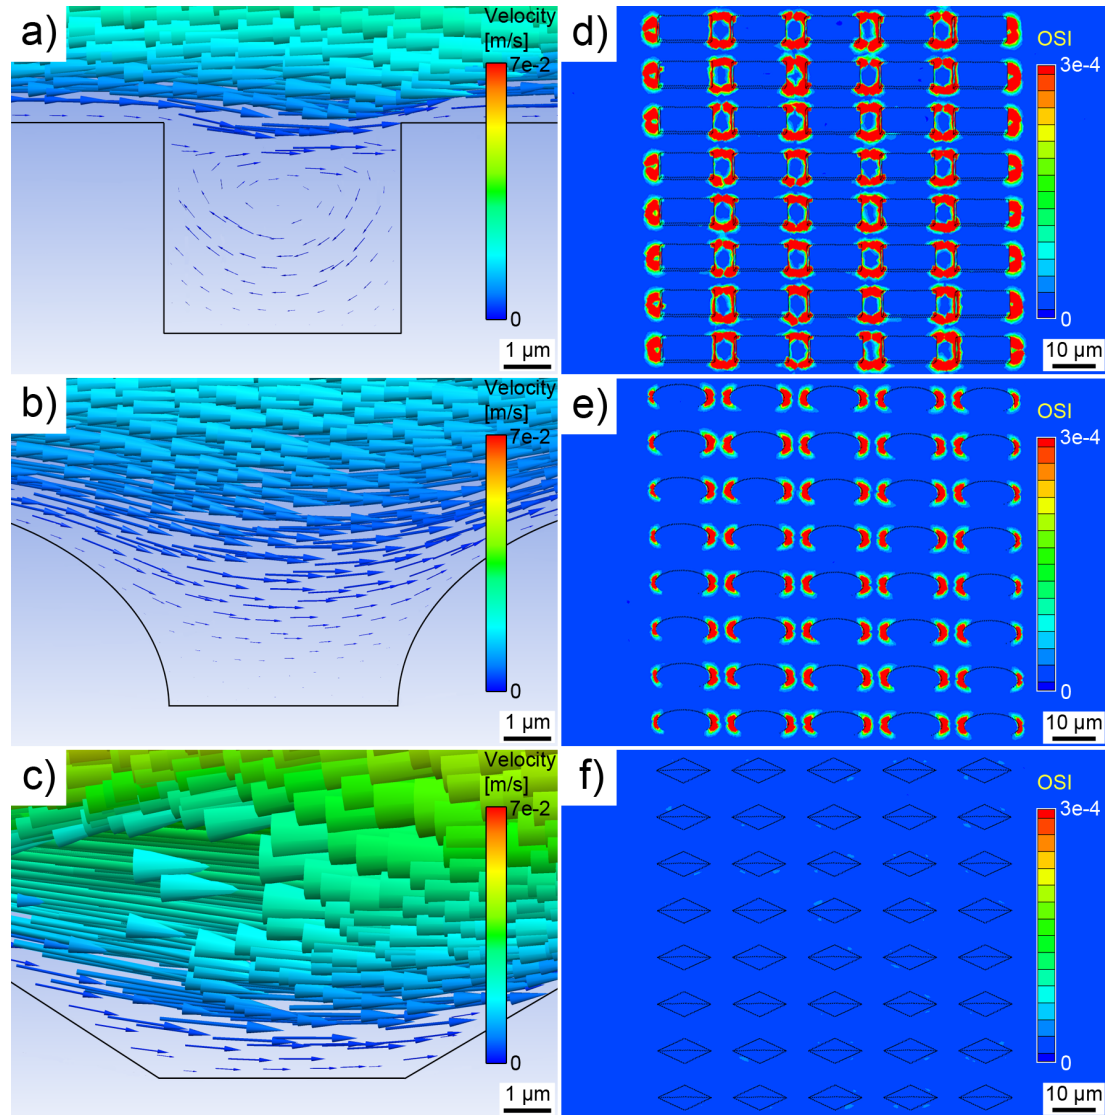 a)
Velocity
[m/s]
7e-2
0
1 µm
d)
OSI
3e-4
0
10 µm
b)
Velocity
[m/s]
7e-2
0
1 µm
e)
OSI
3e-4
0
10 µm
c)
Velocity
[m/s]
7e-2
0
1 µm
f)
OSI
3e-4
0
10 µm